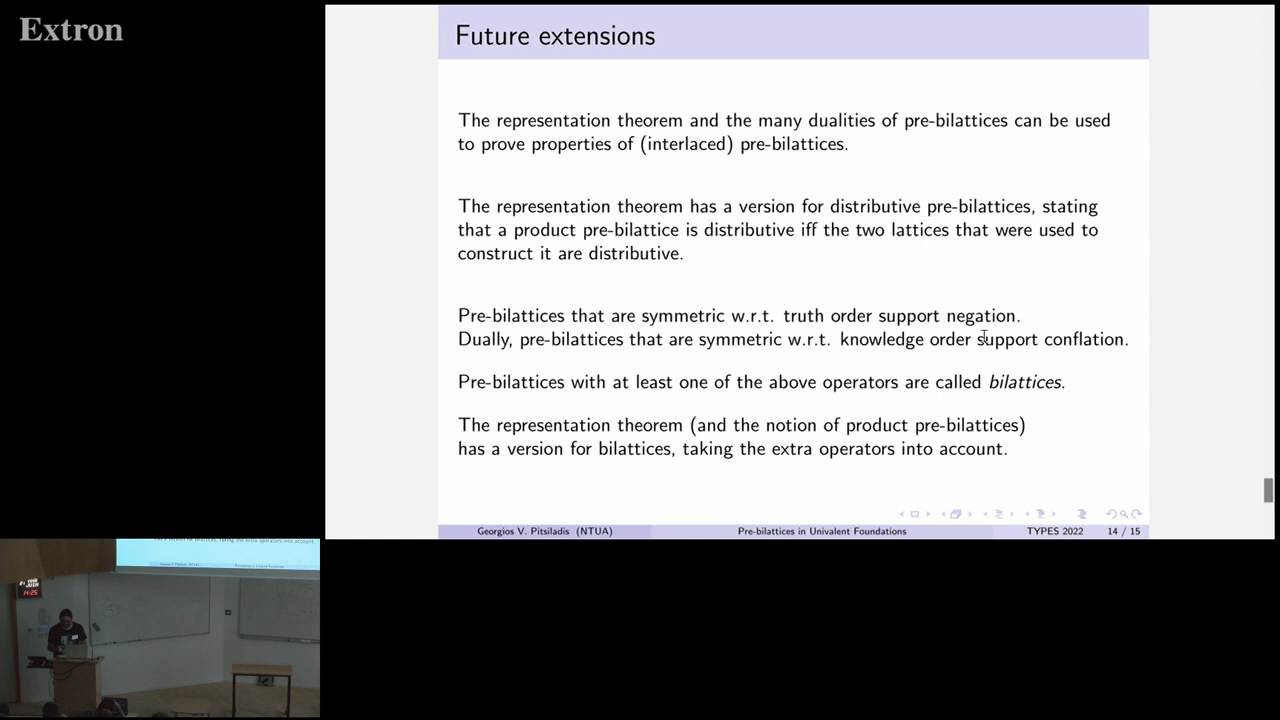 Extron
Future extensions
The representation theorem and the many dualities of pre-bilattices can be used
to prove properties of (interlaced) pre-bilattices.
The representation theorem has a version for distributive pre-bilattices, stating
that a product pre-bilattice is distributive iff the two lattices that were used to
construct it are distributive.
Pre-bilattices that are symmetric w.r.t. truth order support negation.
Dually, pre-bilattices that are symmetric w.r.t. knowledge order support conflation.
Pre-bilattices with at least one of the above operators are called bilattices.
The representation theorem (and the notion of product pre-bilattices)
has a version for bilattices, taking the extra operators into account.
Georgios V. Pitsiladis (NTUA)
Pre-bilattices in Univalent Foundations
TYPES 2022
14 / 15
14:25